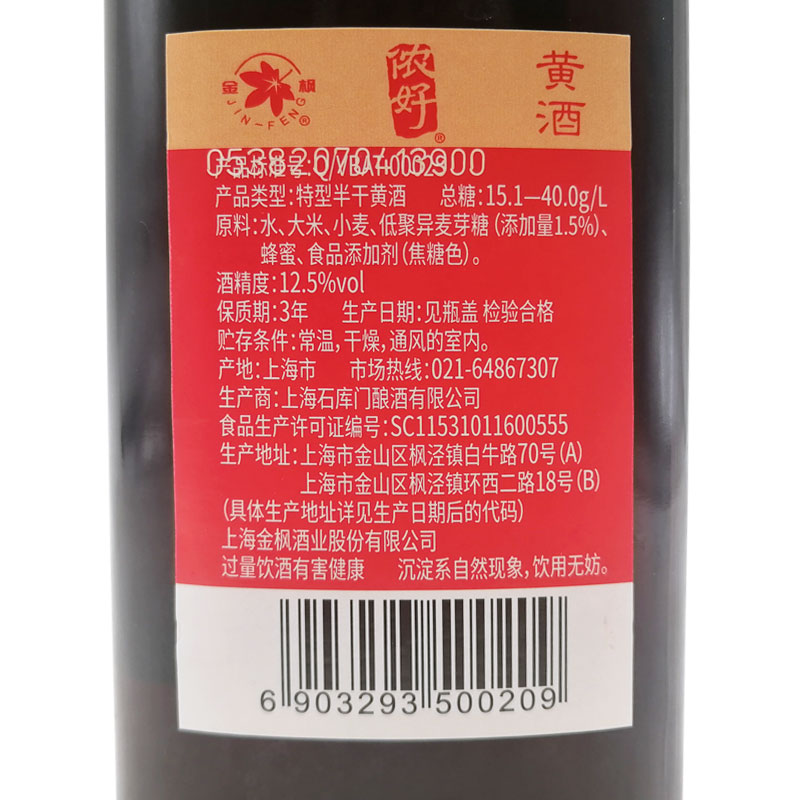 金枫
JIN-FENG®
侬好®
黄酒
产品标准号:Q/YBAT
产品类型:特型半干黄酒 总糖:15.1—40.0g/L
原料:水、大米、小麦、低聚异麦芽糖(添加量1.5%)、
蜂蜜、食品添加剂(焦糖色)。
酒精度:12.5%vol
保质期:3年 生产日期:见瓶盖 检验合格
贮存条件:常温,干燥,通风的室内。
产地:上海市 市场热线:021-64867307
生产商:上海石库门酿酒有限公司
食品生产许可证编号:SC11531011600555
生产地址:上海市金山区枫泾镇白牛路70号(A)
上海市金山区枫泾镇环西二路18号(B)
(具体生产地址详见生产日期后的代码)
上海金枫酒业股份有限公司
过量饮酒有害健康 沉淀系自然现象,饮用无妨。
6 903293 500209